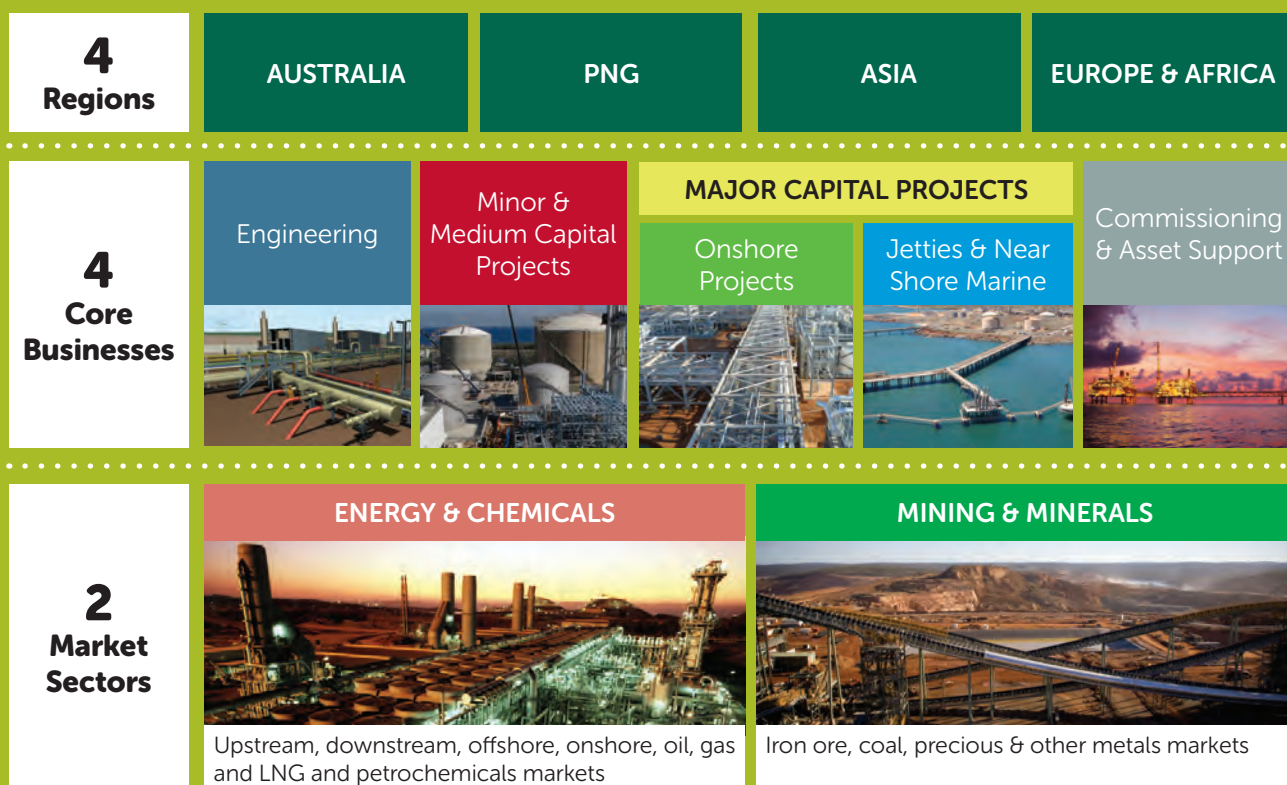 4
Regions
AUSTRALIA
PNG
ASIA
EUROPE & AFRICA
4
Core
Businesses
Engineering
Minor &
Medium Capital
Projects
MAJOR CAPITAL PROJECTS
Onshore
Projects
Jetties & Near
Shore Marine
Commissioning
& Asset Support
2
Market
Sectors
ENERGY & CHEMICALS
Upstream, downstream, offshore, onshore, oil, gas
and LNG and petrochemicals markets
MINING & MINERALS
Iron ore, coal, precious & other metals markets